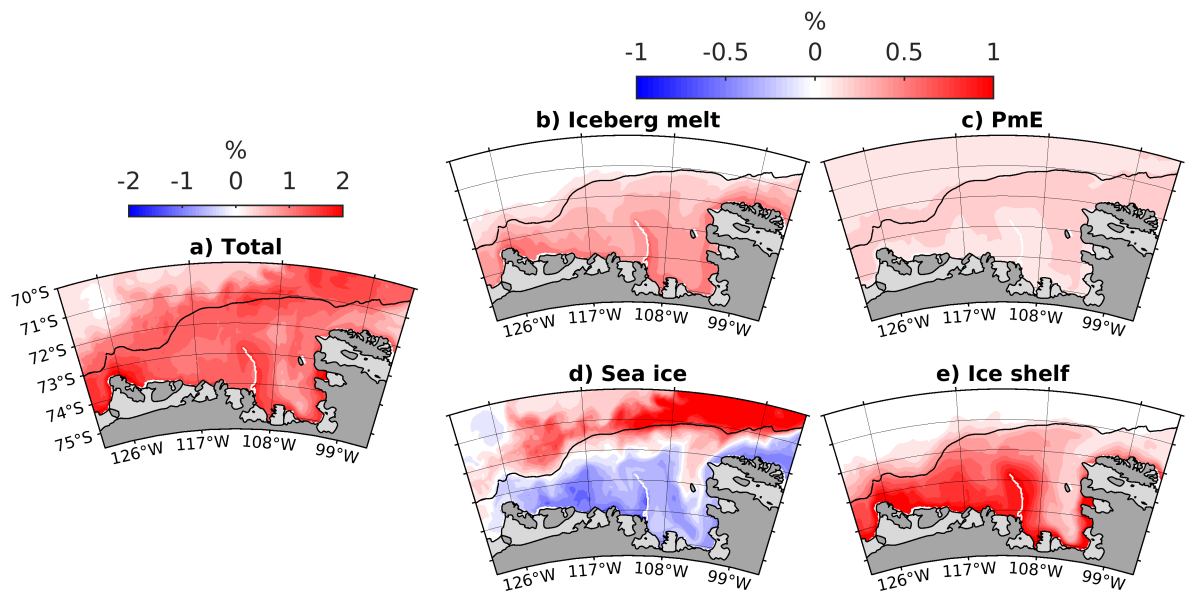 %
-1 -0.5 0 0.5 1
b) Iceberg melt
c) PmE
%
-2 -1 0 1 2
a) Total
70°S
71°S
72°S
73°S
74°S
75°S
126°W 117°W 108°W 99°W
126°W 117°W 108°W 99°W
126°W 117°W 108°W 99°W
d) Sea ice
e) Ice shelf
126°W 117°W 108°W 99°W
126°W 117°W 108°W 99°W